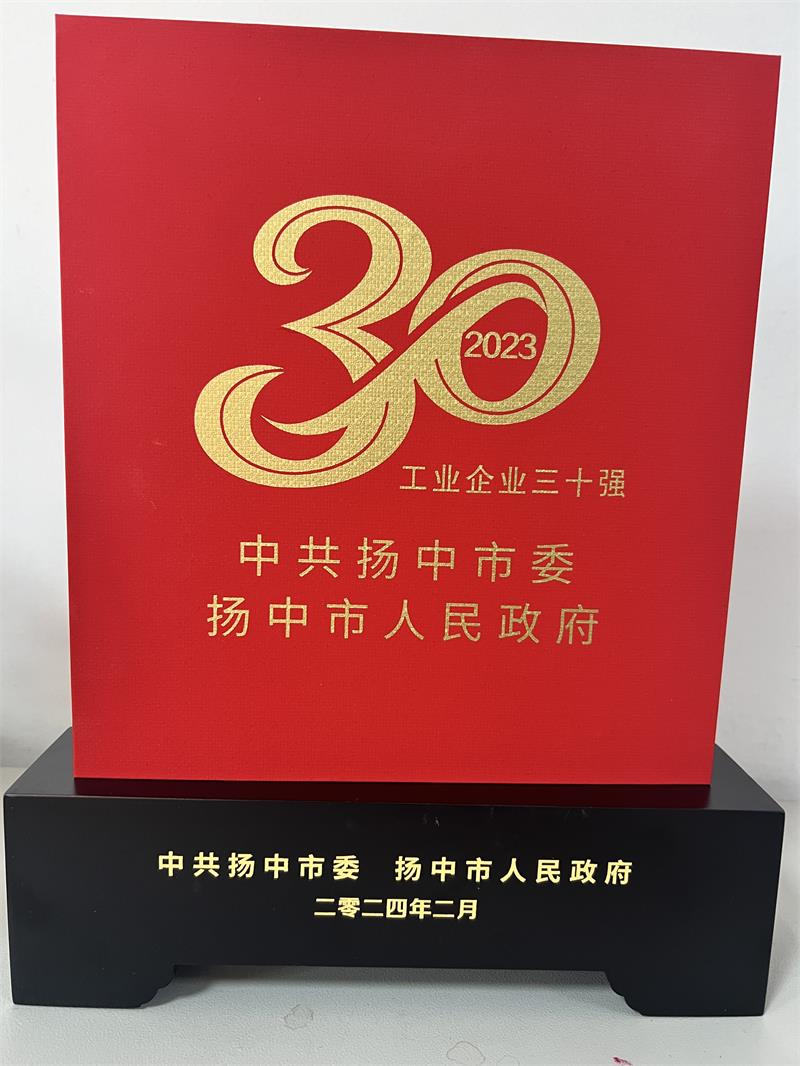 30
2023
工业企业三十强
中共扬中市委
扬中市人民政府
中共扬中市委 扬中市人民政府
二零二四年二月